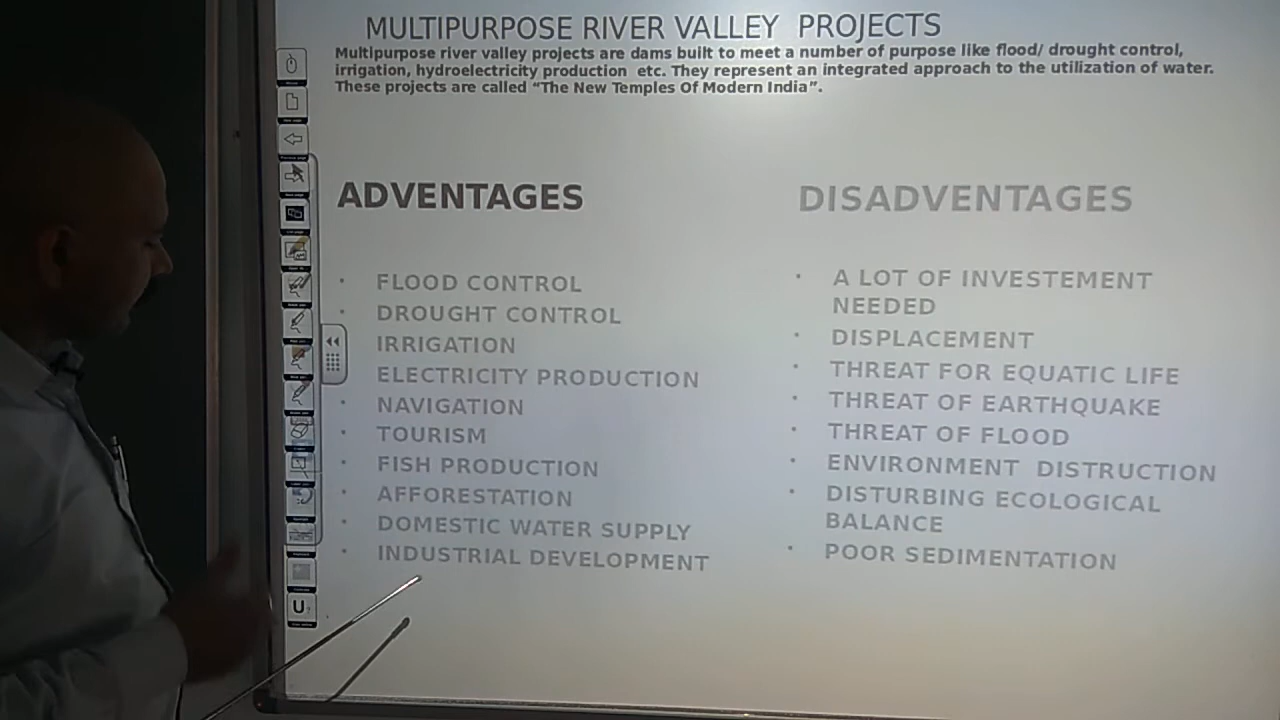 MULTIPURPOSE RIVER VALLEY PROJECTS
Multipurpose river valley projects are dams built to meet a number of purpose like flood/ drought control,
irrigation, hydroelectricity production etc. They represent an integrated approach to the utilization of water.
These projects are called “The New Temples Of Modern India”.
ADVENTAGES
• FLOOD CONTROL
• DROUGHT CONTROL
IRRIGATION
ELECTRICITY PRODUCTION
• NAVIGATION
• TOURISM
• FISH PRODUCTION
• AFFORESTATION
• DOMESTIC WATER SUPPLY
• INDUSTRIAL DEVELOPMENT
DISADVENTAGES
• A LOT OF INVESTEMENT
NEEDED
• DISPLACEMENT
• THREAT FOR EQUATIC LIFE
• THREAT OF EARTHQUAKE
• THREAT OF FLOOD
• ENVIRONMENT DISTRUCTION
• DISTURBING ECOLOGICAL
BALANCE
• POOR SEDIMENTATION